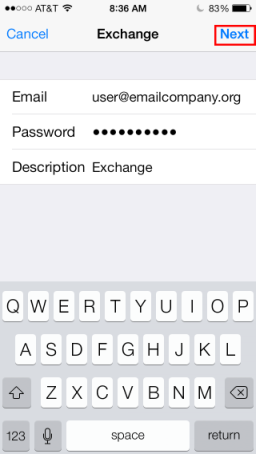 AT&T 8:36 AM 83%
Cancel Exchange Next
Email user@emailcompany.org
Password ●●●●●●●●●●
Description Exchange
Q W E R T Y U I O P
A S D F G H J K L
Z X C V B N M
123 space return